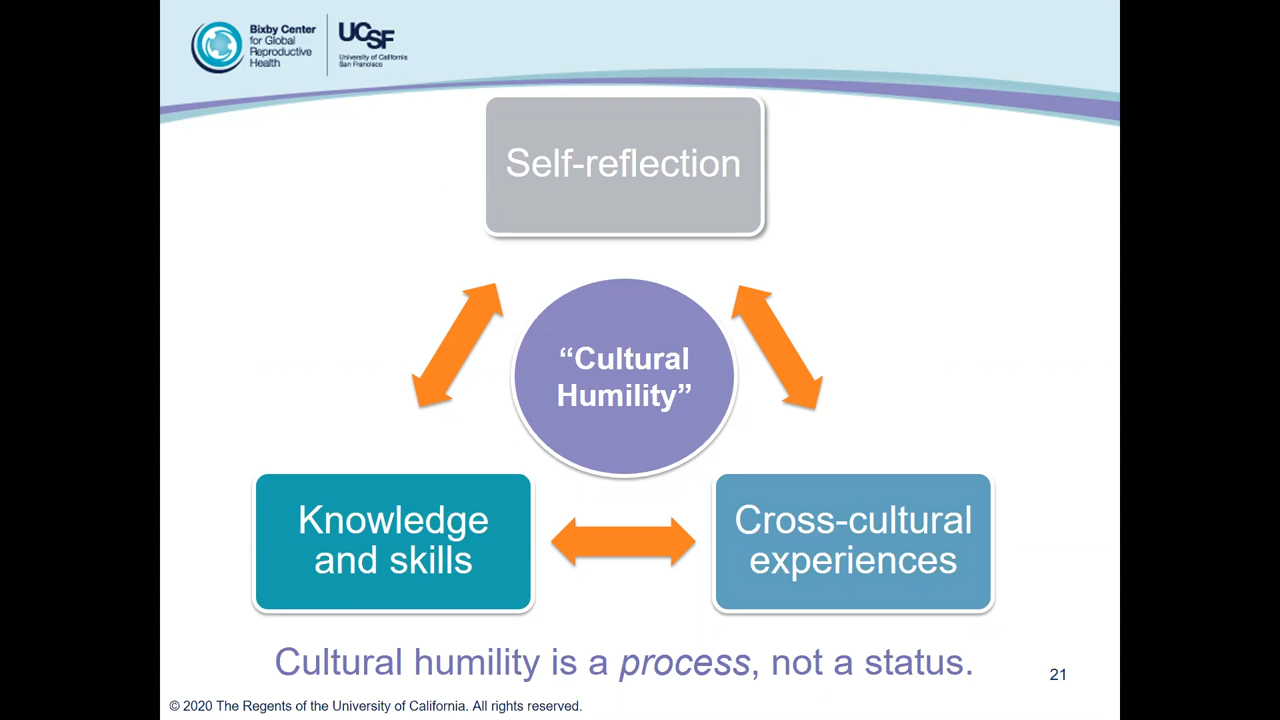 Bixby Center
for Global
Reproductive
Health
UCSF
University of California
San Francisco
Self-reflection
“Cultural
Humility”
Knowledge
and skills
Cross-cultural
experiences
Cultural humility is a process, not a status.
21
© 2020 The Regents of the University of California. All rights reserved.